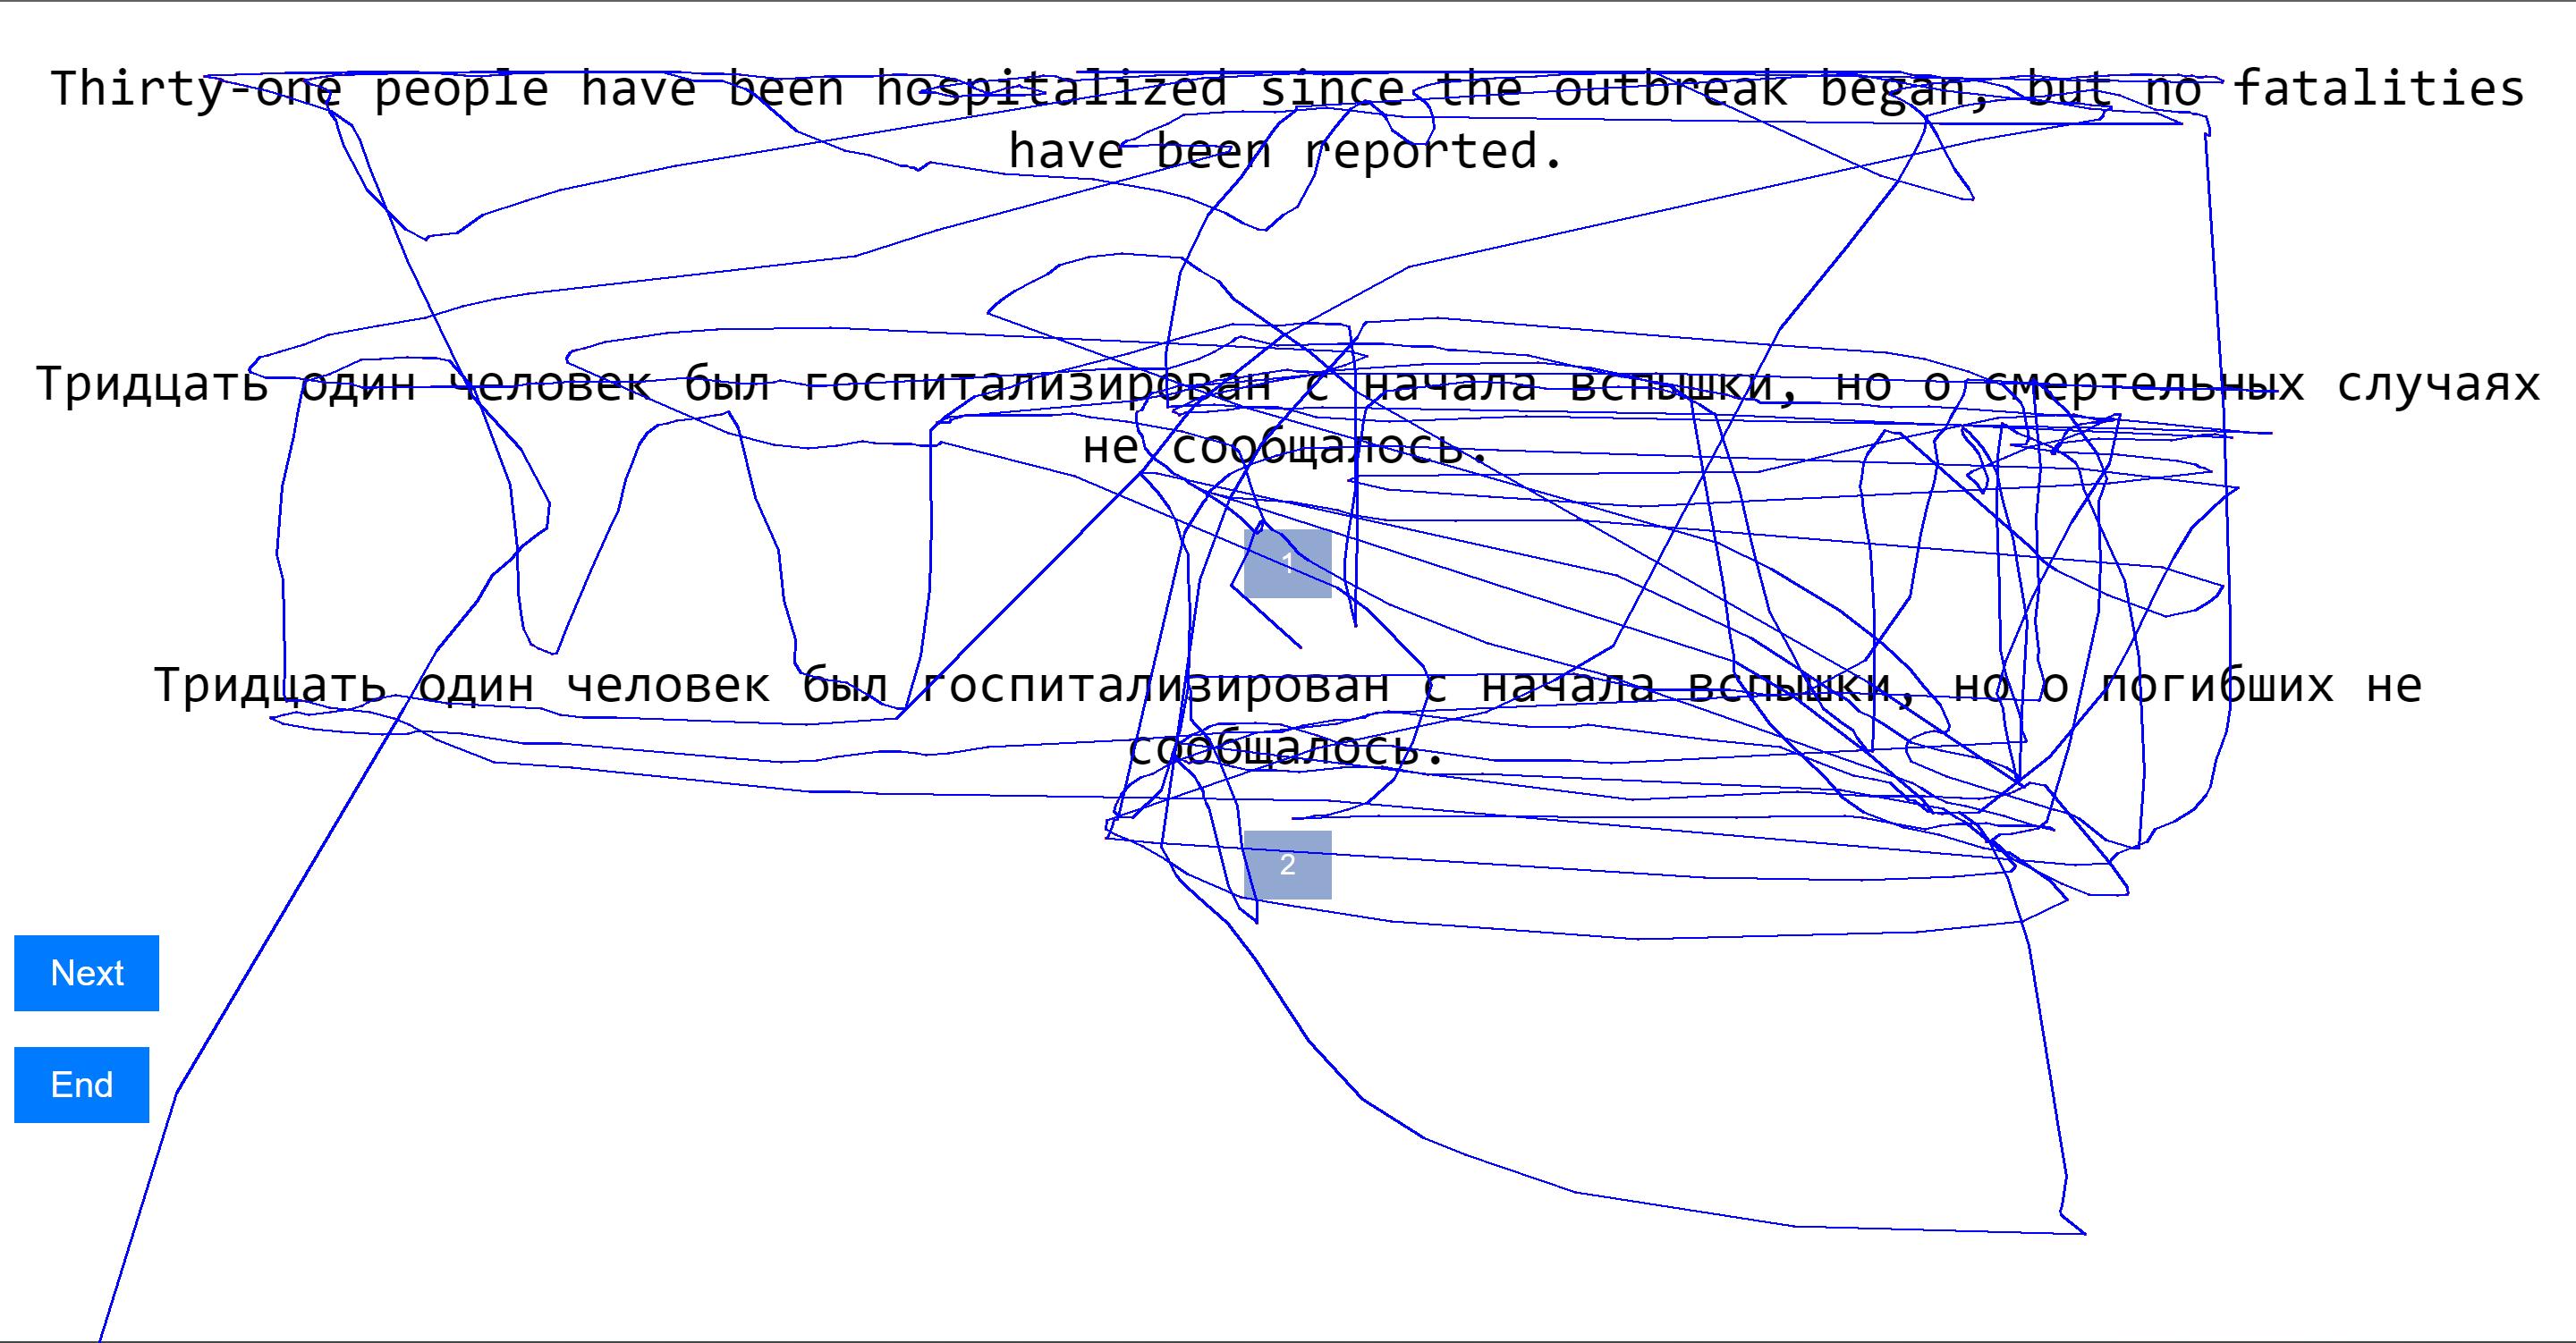 Thirty-one people have been hospitalized since the outbreak began, but no fatalities
have been reported.
Тридцать один человек был госпитализирован с начала вспышки, но о смертельных случаях
не сообщалось.
1
Тридцать один человек был госпитализирован с начала вспышки, но о погибших не
сообщалось.
2
Next
End